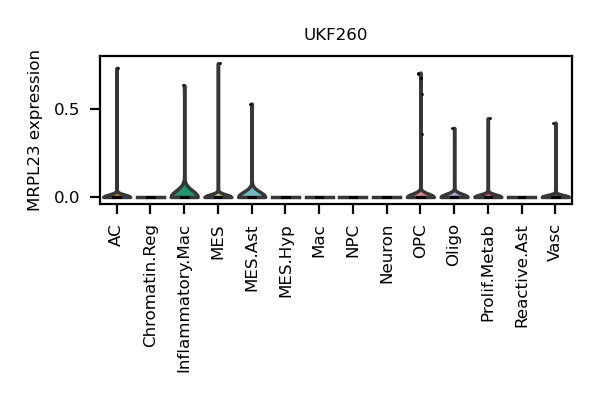 UKF260
MRPL23 expression
0.5
0.0
AC
Chromatin.Reg
Inflammatory.Mac
MES
MES.Ast
MES.Hyp
Mac
NPC
Neuron
OPC
Oligo
Prolif.Metab
Reactive.Ast
Vasc